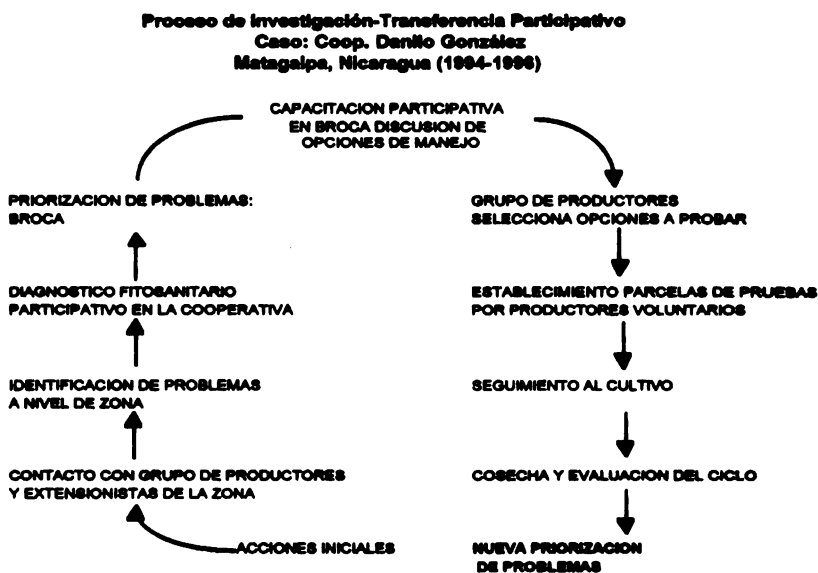 Proceso de Investigación-Transferencia Participativo
Caso: Coop. Danilo González
Matagalpa, Nicaragua (1994-1996)
CAPACITACION PARTICIPATIVA
EN BROCA DISCUSION DE
OPCIONES DE MANEJO
PRIORIZACION DE PROBLEMAS:
BROCA
DIAGNOSTICO FITOSANITARIO
PARTICIPATIVO EN LA COOPERATIVA
IDENTIFICACION DE PROBLEMAS
A NIVEL DE ZONA
CONTACTO CON GRUPO DE PRODUCTORES
Y EXTENSIONISTAS DE LA ZONA
ACCIONES INICIALES
GRUPO DE PRODUCTORES
SELECCIONA OPCIONES A PROBAR
ESTABLECIMIENTO PARCELAS DE PRUEBAS
POR PRODUCTORES VOLUNTARIOS
SEGUIMIENTO AL CULTIVO
COSECHA Y EVALUACION DEL CICLO
NUEVA PRIORIZACION
DE PROBLEMAS